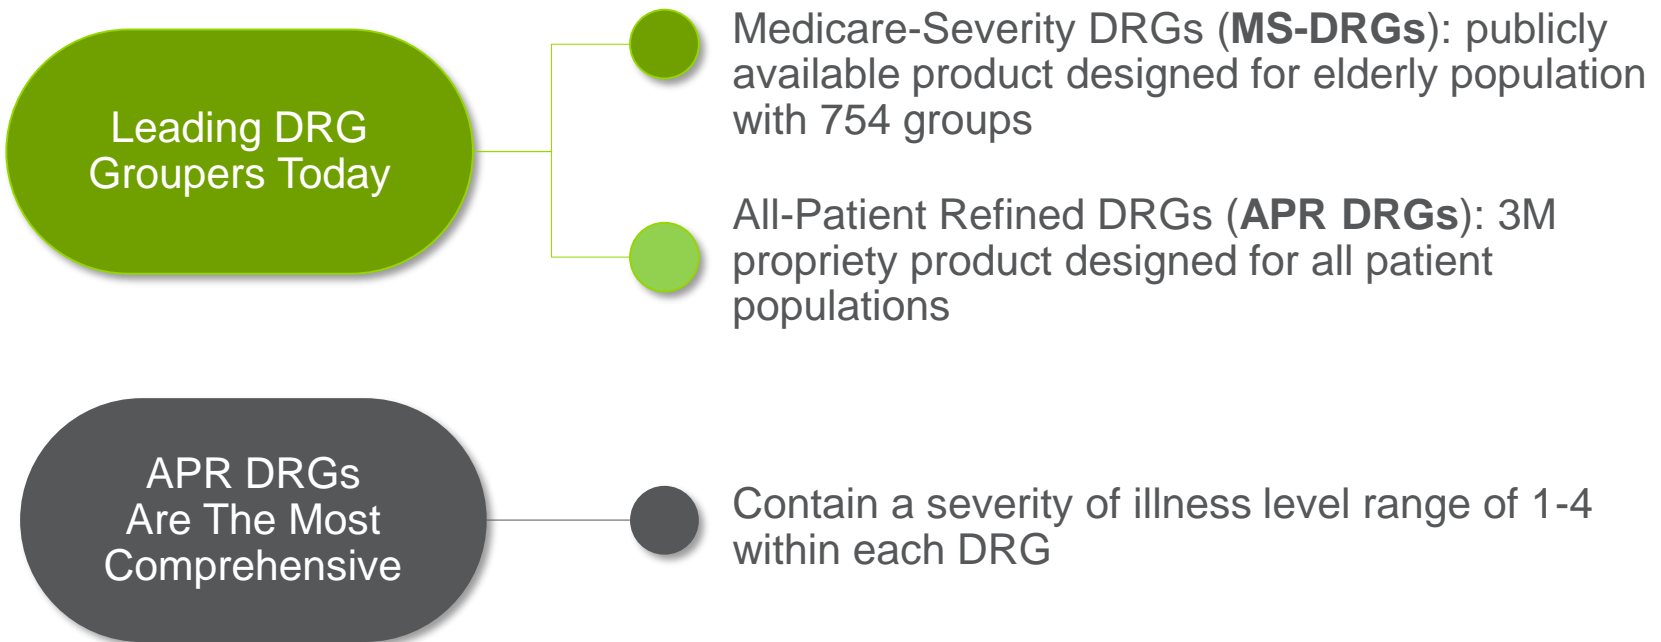 Leading DRG
Groupers Today
Medicare-Severity DRGs (MS-DRGs): publicly
available product designed for elderly population
with 754 groups
All-Patient Refined DRGs (APR DRGs): 3M
propriety product designed for all patient
populations
APR DRGs
Are The Most
Comprehensive
Contain a severity of illness level range of 1-4
within each DRG